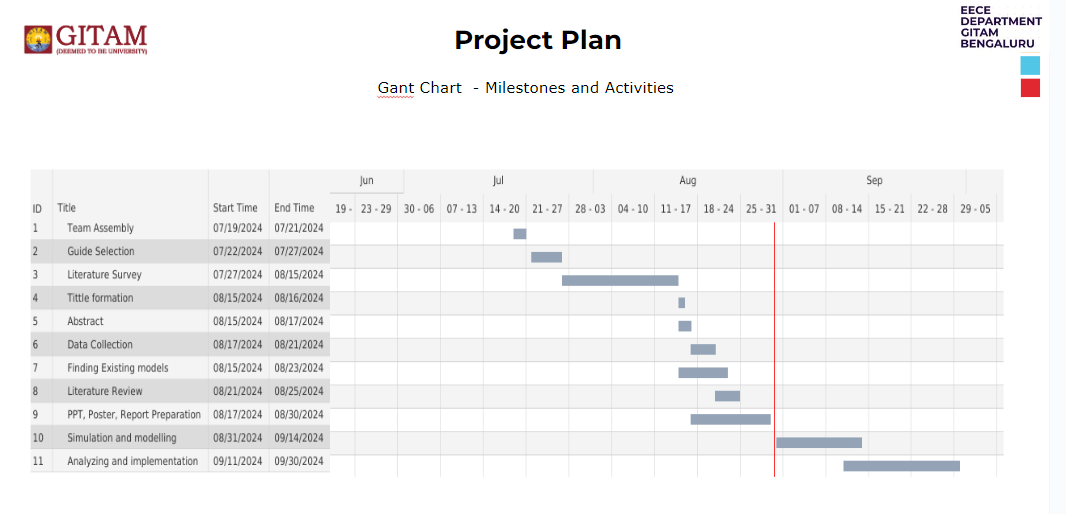 GITAM
(DEEMED TO BE UNIVERSITY)
Project Plan
EECE
DEPARTMENT
GITAM
BENGALURU
Gant Chart - Milestones and Activities
Jun Jul Aug Sep
ID Title Start Time End Time 19 - 23 - 29 30 - 06 07 - 13 14 - 20 21 - 27 28 - 03 04 - 10 11 - 17 18 - 24 25 - 31 01 - 07 08 - 14 15 - 21 22 - 28 29 - 05
1 Team Assembly 07/19/2024 07/21/2024
2 Guide Selection 07/22/2024 07/27/2024
3 Literature Survey 07/27/2024 08/15/2024
4 Tittle formation 08/15/2024 08/16/2024
5 Abstract 08/15/2024 08/17/2024
6 Data Collection 08/17/2024 08/21/2024
7 Finding Existing models 08/15/2024 08/23/2024
8 Literature Review 08/21/2024 08/25/2024
9 PPT, Poster, Report Preparation 08/17/2024 08/30/2024
10 Simulation and modelling 08/31/2024 09/14/2024
11 Analyzing and implementation 09/11/2024 09/30/2024